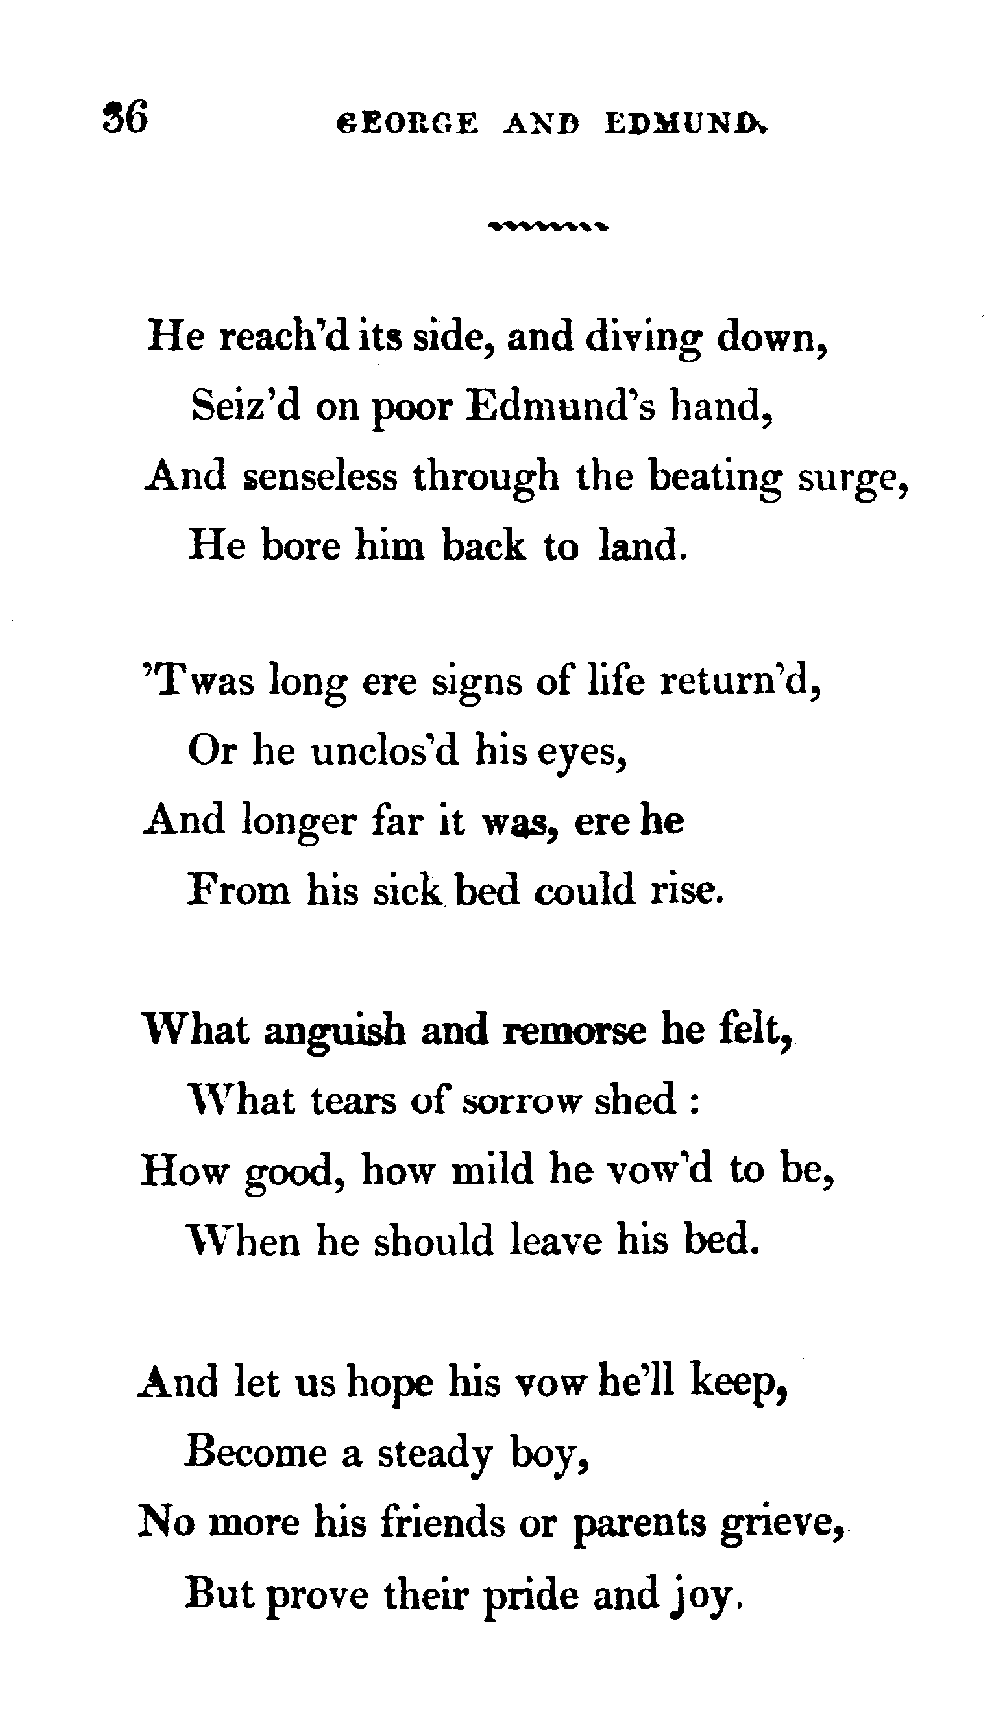 36 GEORGE AND EDMUND.
He reach'd its side, and diving down,
Seiz'd on poor Edmund's hand,
And senseless through the beating surge,
He bore him back to land.
'Twas long ere signs of life return'd,
Or he unclos'd his eyes,
And longer far it was, ere he
From his sick bed could rise.
What anguish and remorse he felt,
What tears of sorrow shed :
How good, how mild he vow'd to be,
When he should leave his bed.
And let us hope his vow he'll keep,
Become a steady boy,
No more his friends or parents grieve,
But prove their pride and joy.